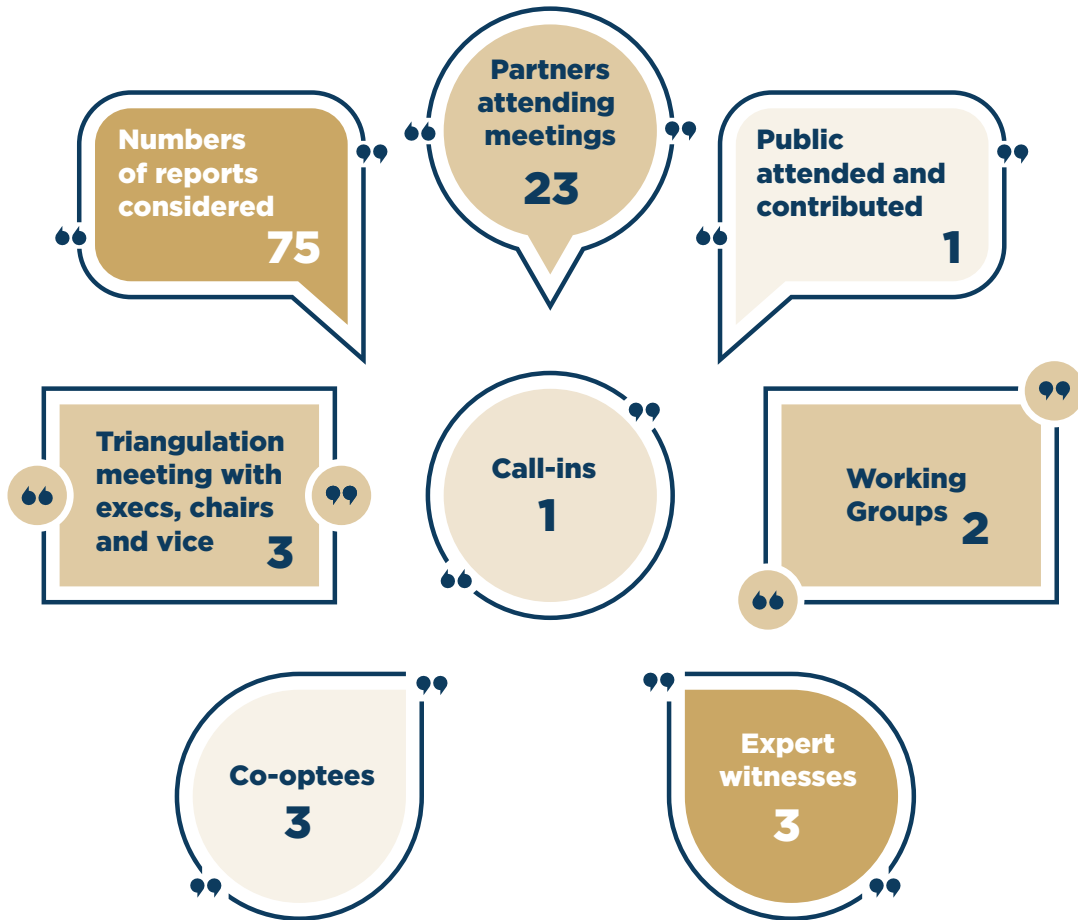 Numbers
of reports
considered
75
Partners
attending
meetings
23
Public
attended and
contributed
1
Triangulation
meeting with
execs, chairs
and vice 3
Call-ins
1
Working
Groups 2
Co-optees
3
Expert
witnesses
3